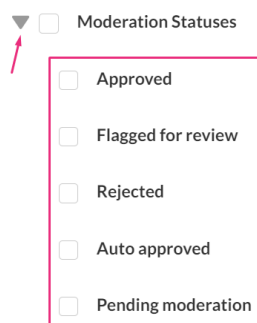 Moderation Statuses
Approved
Flagged for review
Rejected
Auto approved
Pending moderation